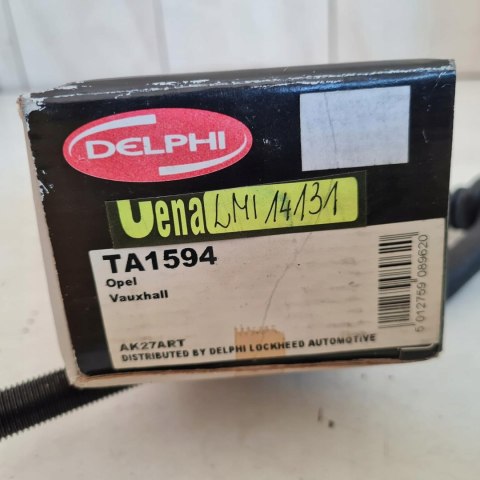 DELPHI
Cena LMI 14131
TA1594
Opel
Vauxhall
AK27ART
DISTRIBUTED BY DELPHI LOCKHEED AUTOMOTIVE
5 012759 089620